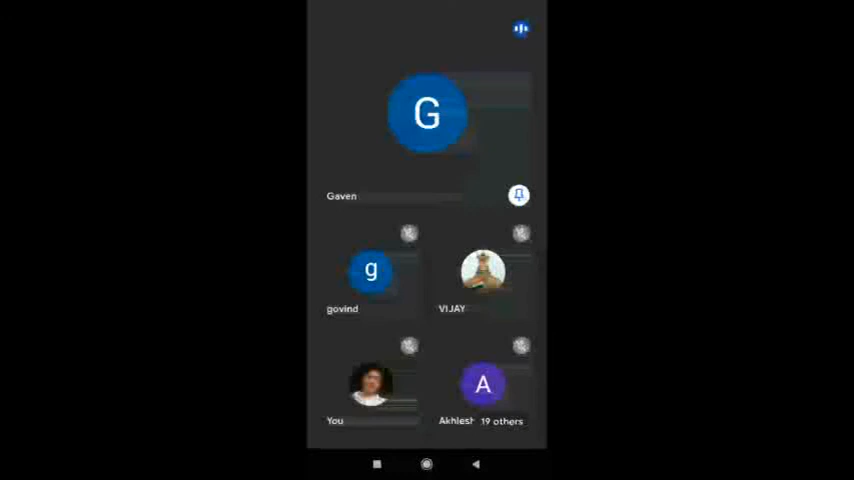 G
Gaven
g
govind
VIJAY
You
A
Akhlesh 19 others